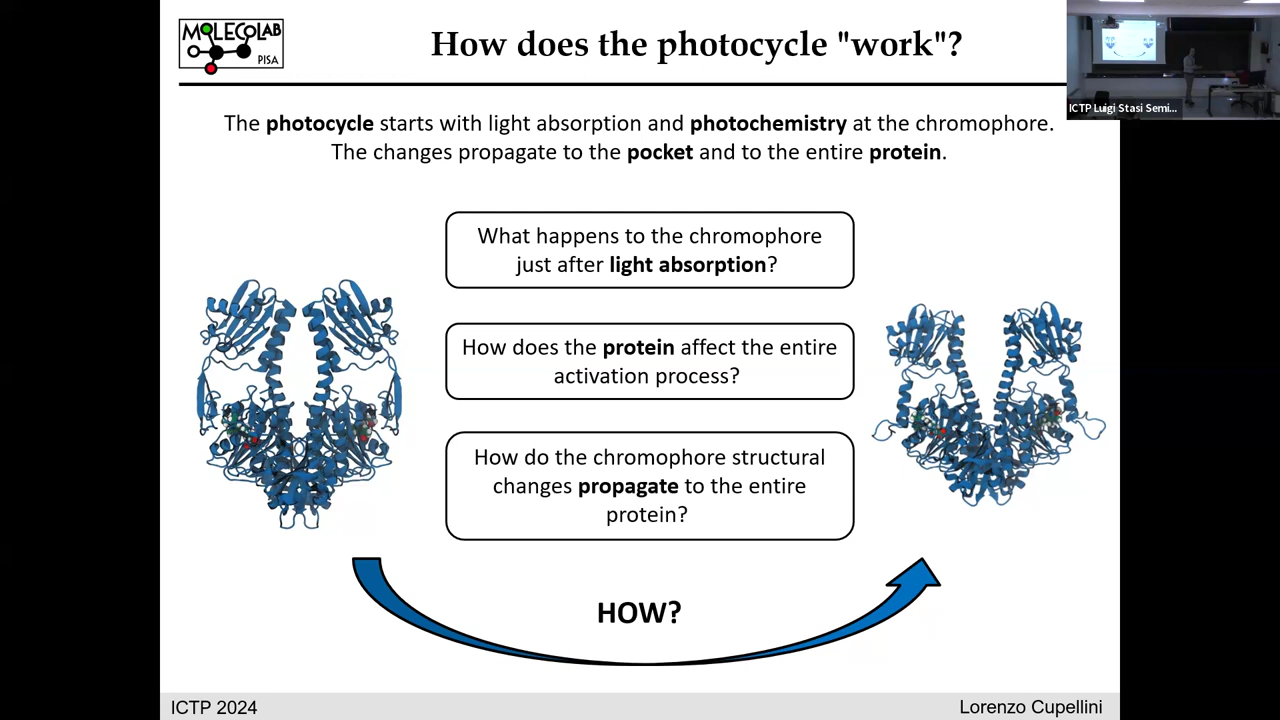 MOLECOLAB
PISA
How does the photocycle "work"?
ICTP Luigi Stasi Semi...
The photocycle starts with light absorption and photochemistry at the chromophore.
The changes propagate to the pocket and to the entire protein.
What happens to the chromophore
just after light absorption?
How does the protein affect the entire
activation process?
How do the chromophore structural
changes propagate to the entire
protein?
HOW?
ICTP 2024
Lorenzo Cupellini